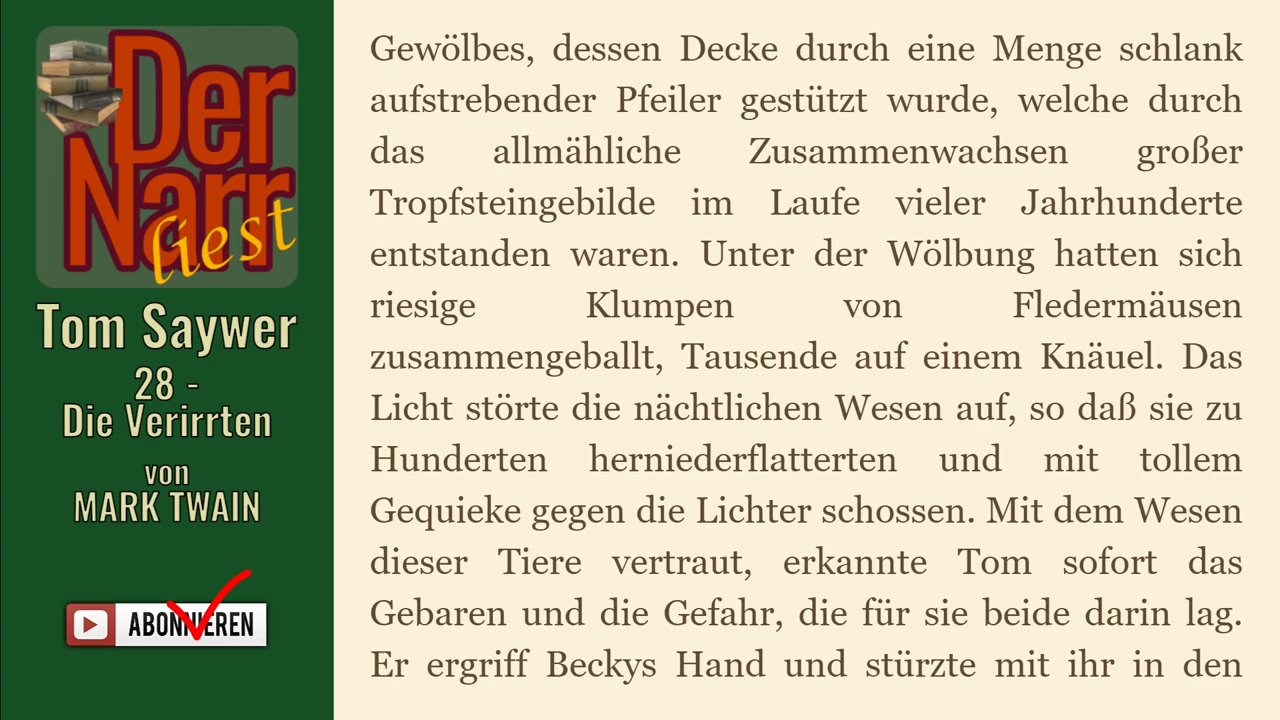 Der
Narr
liest
Tom Saywer
28 -
Die Verirrten
von
MARK TWAIN
ABONNIEREN
Gewölbes, dessen Decke durch eine Menge schlank
aufstrebender Pfeiler gestützt wurde, welche durch
das allmähliche Zusammenwachsen großer
Tropfsteingebilde im Laufe vieler Jahrhunderte
entstanden waren. Unter der Wölbung hatten sich
riesige Klumpen von Fledermäusen
zusammengeballt, Tausende auf einem Knäuel. Das
Licht störte die nächtlichen Wesen auf, so daß sie zu
Hunderten herniederflatterten und mit tollem
Gequieke gegen die Lichter schossen. Mit dem Wesen
dieser Tiere vertraut, erkannte Tom sofort das
Gebaren und die Gefahr, die für sie beide darin lag.
Er ergriff Beckys Hand und stürzte mit ihr in den